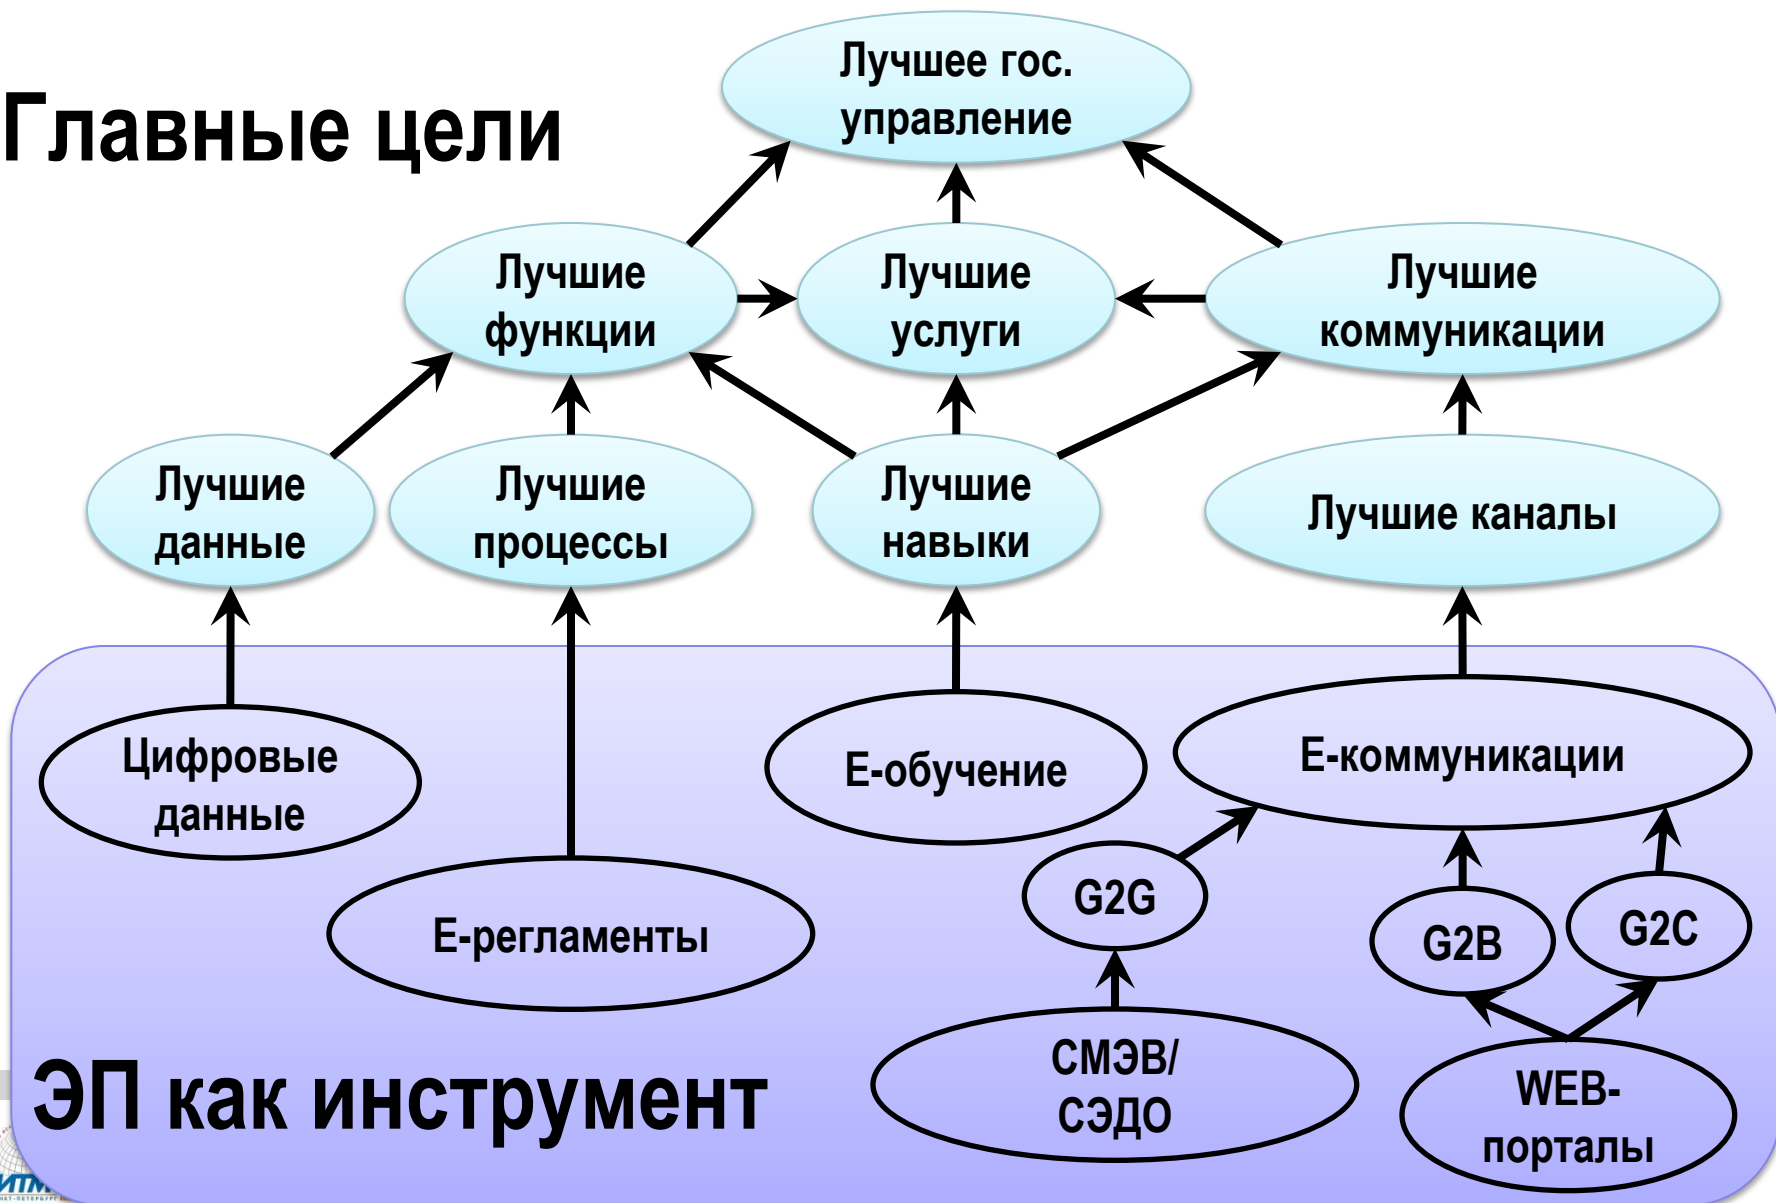 Лучшее гос.
управление
Главные цели
Лучшие
функции
Лучшие
услуги
Лучшие
коммуникации
Лучшие
данные
Лучшие
процессы
Лучшие
навыки
Лучшие каналы
Цифровые
данные
Е-обучение
Е-коммуникации
Е-регламенты
G2G
G2B
G2C
СМЭВ/
СЭДО
WEB-
порталы
ЭП как инструмент